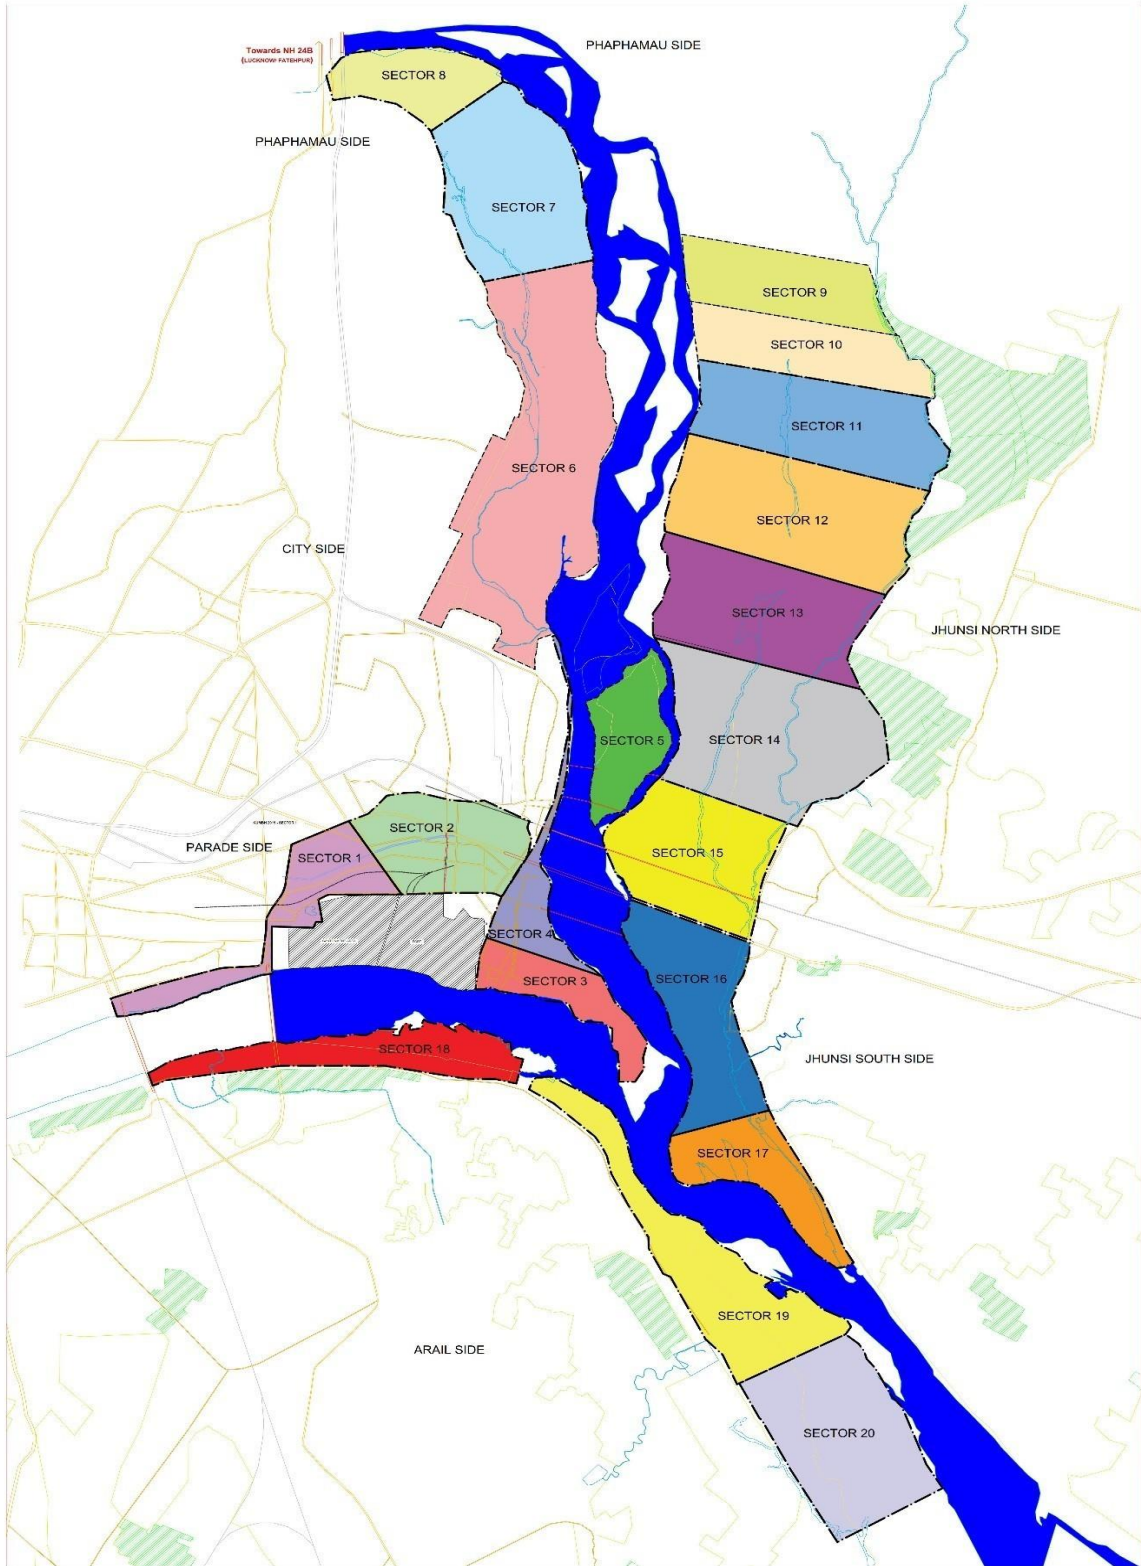 PHAPHAMAU SIDE
Towards NH 24B
(LUCKNOW/ FATEHPUR)
SECTOR 8
PHAPHAMAU SIDE
SECTOR 7
SECTOR 9
SECTOR 10
SECTOR 11
SECTOR 6
SECTOR 12
CITY SIDE
SECTOR 13
JHUNSI NORTH SIDE
SECTOR 5
SECTOR 14
SECTOR 2
PARADE SIDE
SECTOR 1
SECTOR 15
SECTOR 4
SECTOR 3
SECTOR 16
SECTOR 18
JHUNSI SOUTH SIDE
SECTOR 17
SECTOR 19
ARAIL SIDE
SECTOR 20